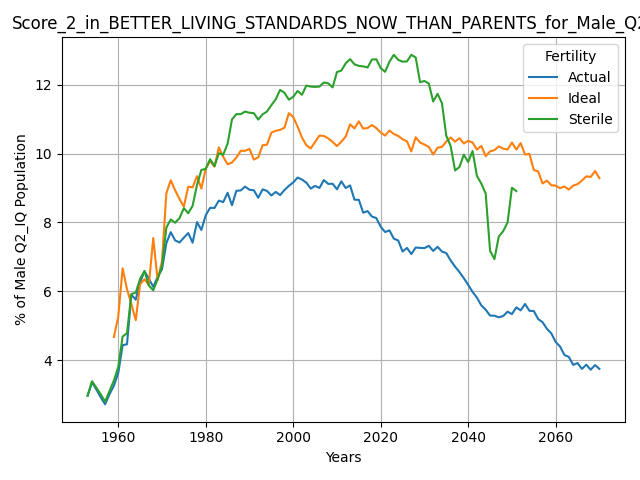 Score_2_in_BETTER_LIVING_STANDARDS_NOW_THAN_PARENTS_for_Male_Q2
Fertility
Actual
Ideal
Sterile
% of Male Q2_IQ Population
12
10
8
6
4
1960 1980 2000 2020 2040 2060
Years